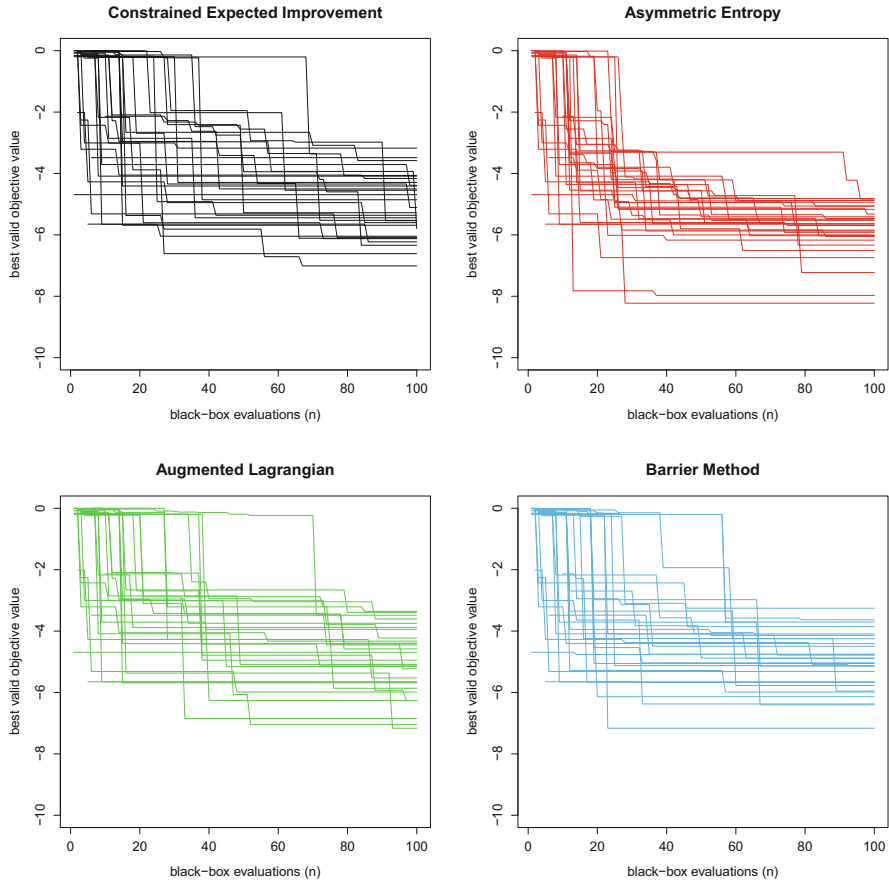 Constrained Expected Improvement
best valid objective value
0
−2
−4
−6
−8
−10
0 20 40 60 80 100
black−box evaluations (n)
Asymmetric Entropy
best valid objective value
0
−2
−4
−6
−8
−10
0 20 40 60 80 100
black−box evaluations (n)
Augmented Lagrangian
best valid objective value
0
−2
−4
−6
−8
−10
0 20 40 60 80 100
black−box evaluations (n)
Barrier Method
best valid objective value
0
−2
−4
−6
−8
−10
0 20 40 60 80 100
black−box evaluations (n)